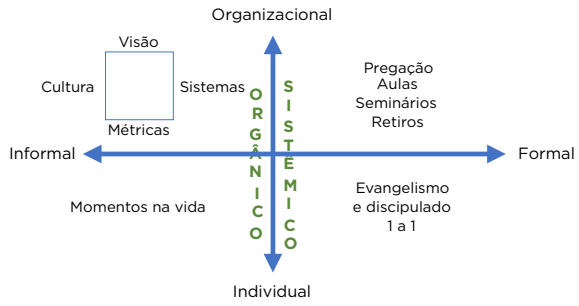 Organizacional
Visão
Cultura
Sistemas
Métricas
Pregação
Aulas
Seminários
Retiros
ORGÂNICO
SISTÊMICO
Informal
Formal
Momentos na vida
Evangelismo
e discipulado
1 a 1
Individual